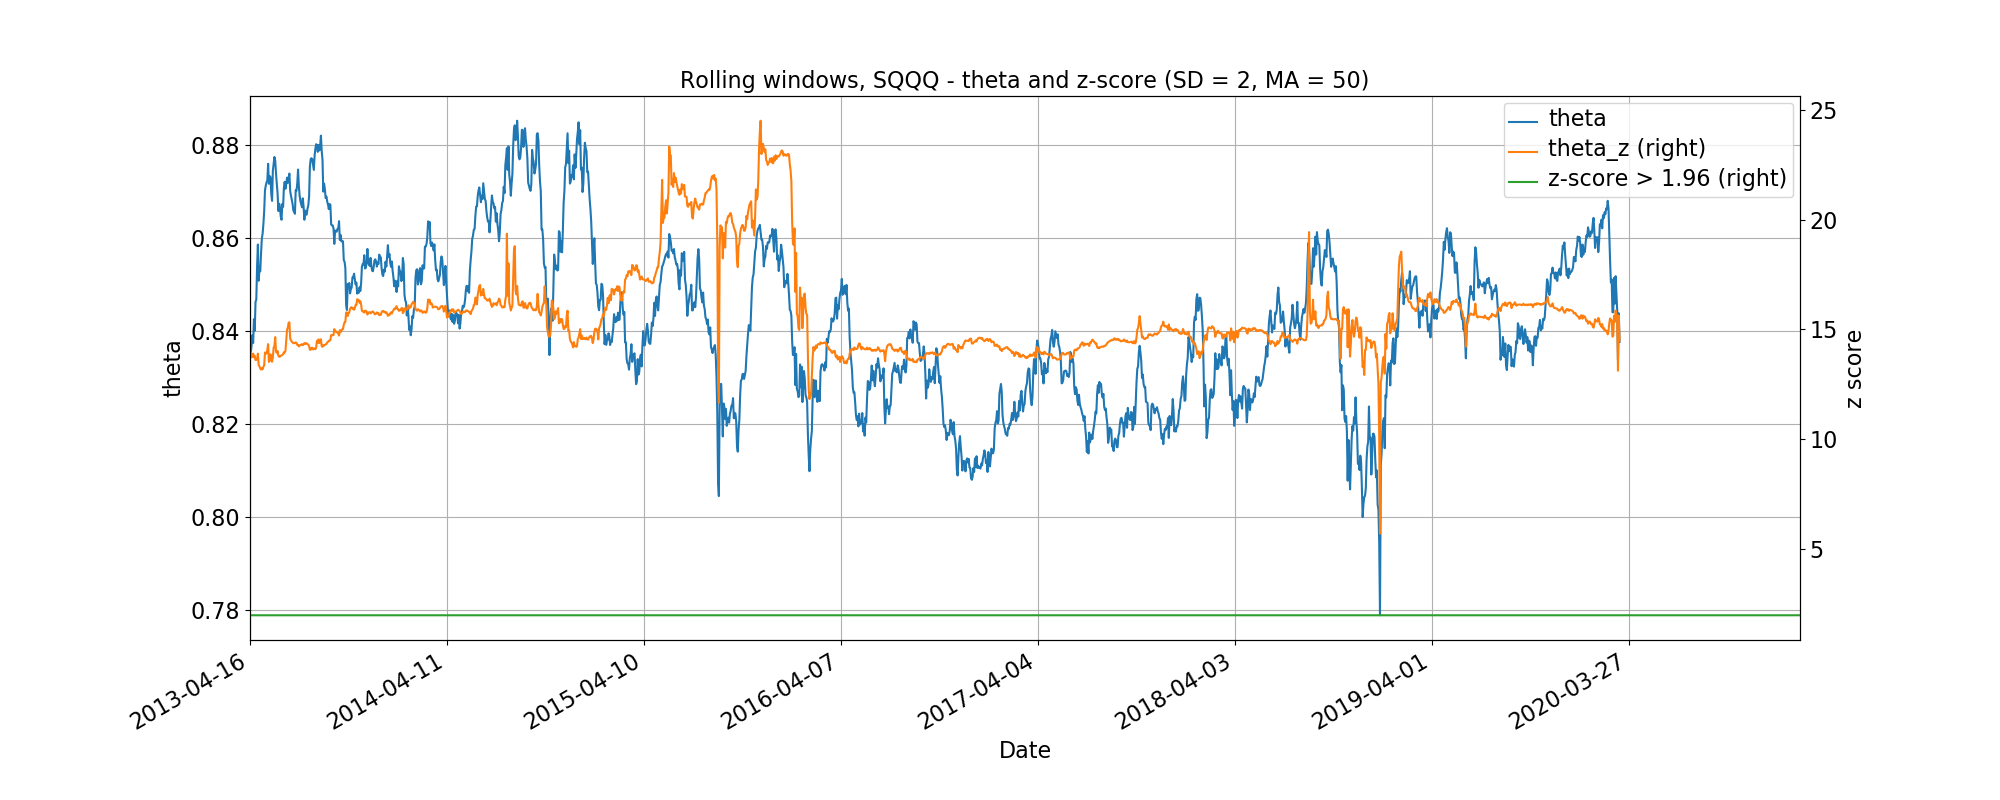 Rolling windows, SQQQ - theta and z-score (SD = 2, MA = 50)
theta
theta_z (right)
z-score > 1.96 (right)
0.88
0.86
0.84
0.82
0.80
0.78
theta
25
20
15
10
5
z score
2013-04-16
2014-04-11
2015-04-10
2016-04-07
2017-04-04
2018-04-03
2019-04-01
2020-03-27
Date